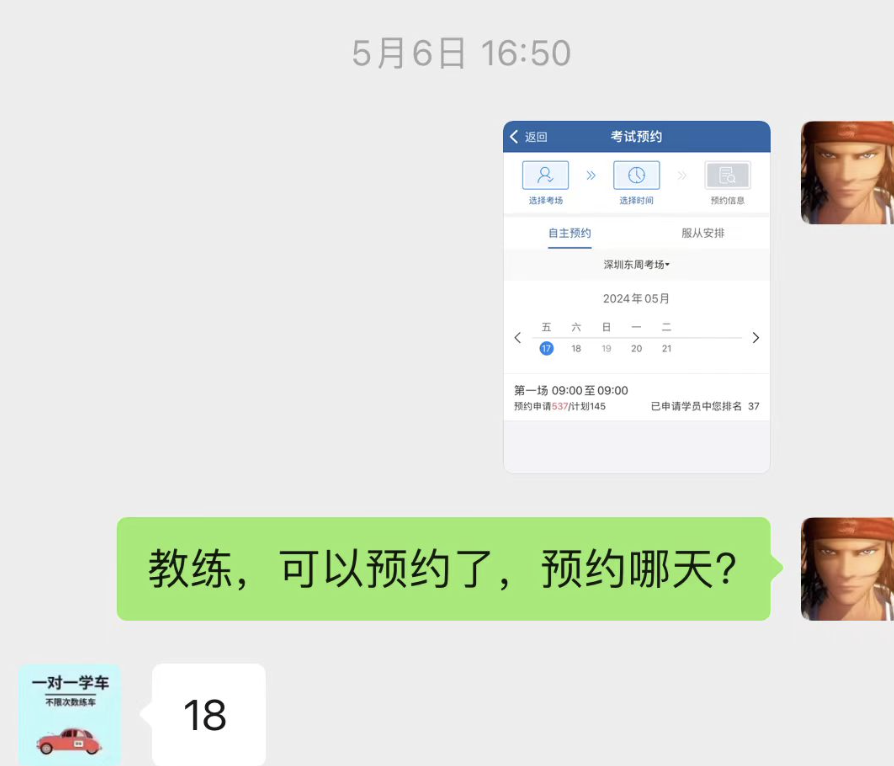 5月6日 16:50
返回 考试预约
选择考场 选择时间 预约信息
自主预约 服从安排
深圳东周考场
2024年05月
五 六 日 一 二
17 18 19 20 21
第一场 09:00至09:00
预约申请537/计划145 已申请学员中您排名 37
教练，可以预约了，预约哪天?
一对一学车
不限次数练车
18